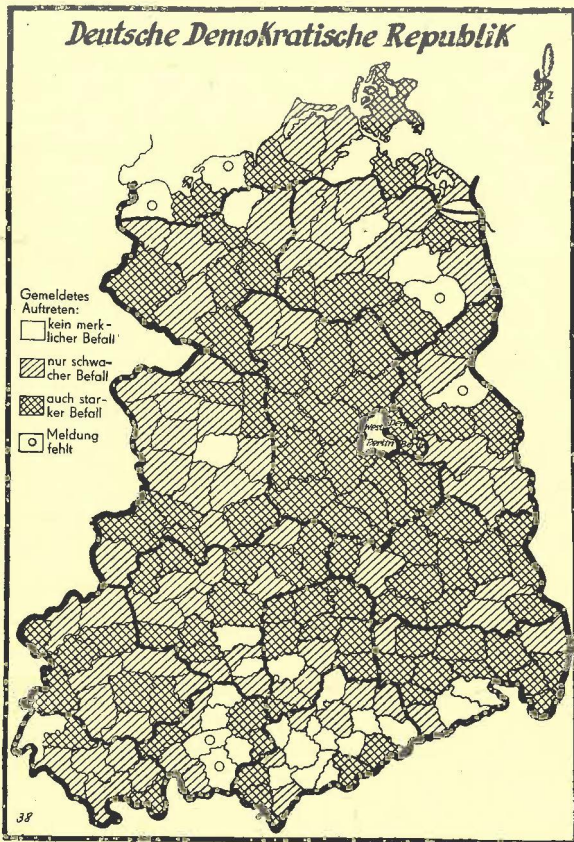 Deutsche Demokratische Republik
B Z
A
Gemeldetes
Auftreten:
kein merk-
licher Befall
nur schwa-
cher Befall
auch star-
ker Befall
Meldung
fehlt
West
Berlin
38